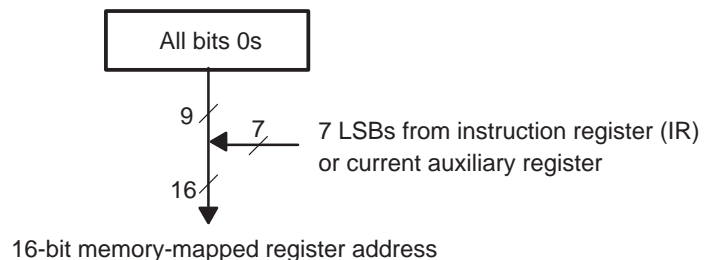 All bits 0s
9
7
7 LSBs from instruction register (IR)
or current auxiliary register
16
16-bit memory-mapped register address